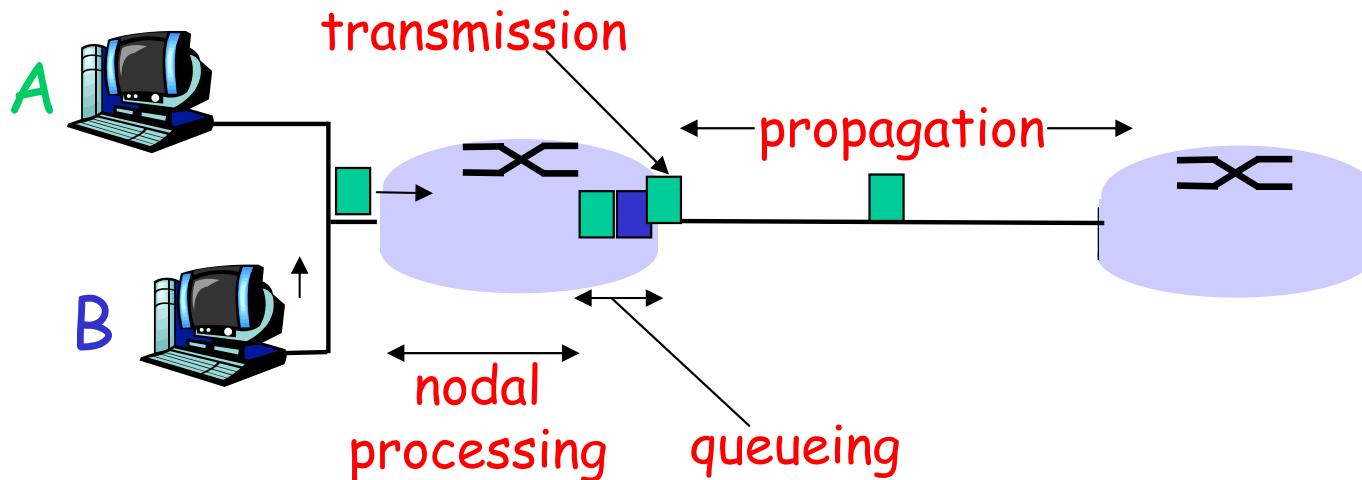 transmission
A
propagation
B
nodal
processing
queueing